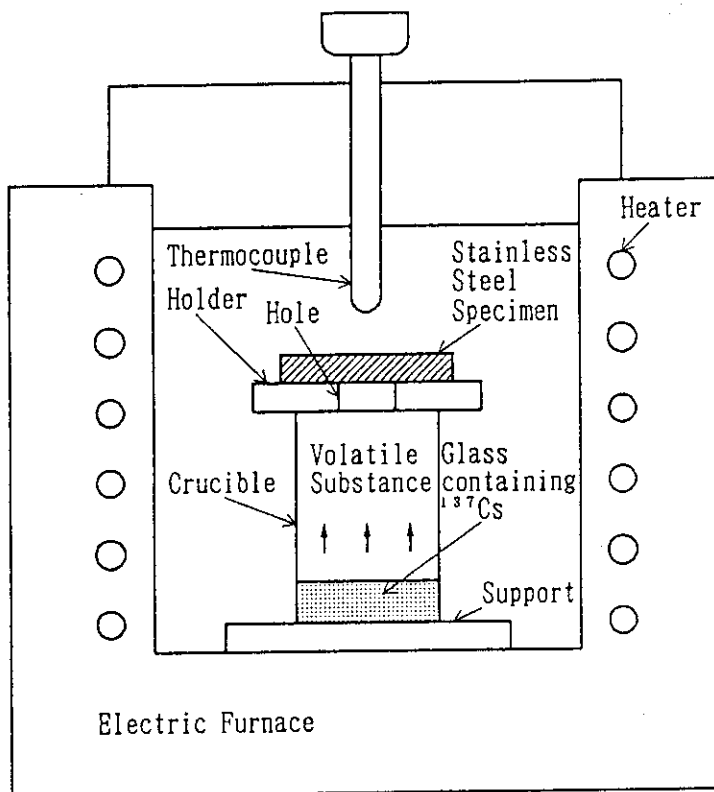 Heater
Thermocouple
Stainless
Steel
Specimen
Holder
Hole
Volatile
Substance
Glass
containing
¹³⁷Cs
Crucible
Support
Electric Furnace